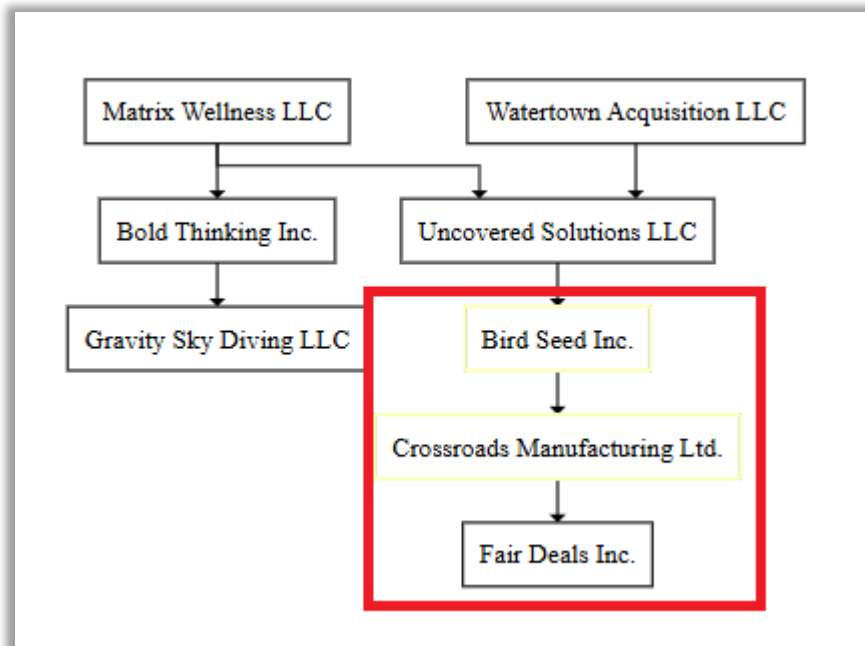 Matrix Wellness LLC
Watertown Acquisition LLC
Bold Thinking Inc.
Uncovered Solutions LLC
Gravity Sky Diving LLC
Bird Seed Inc.
Crossroads Manufacturing Ltd.
Fair Deals Inc.